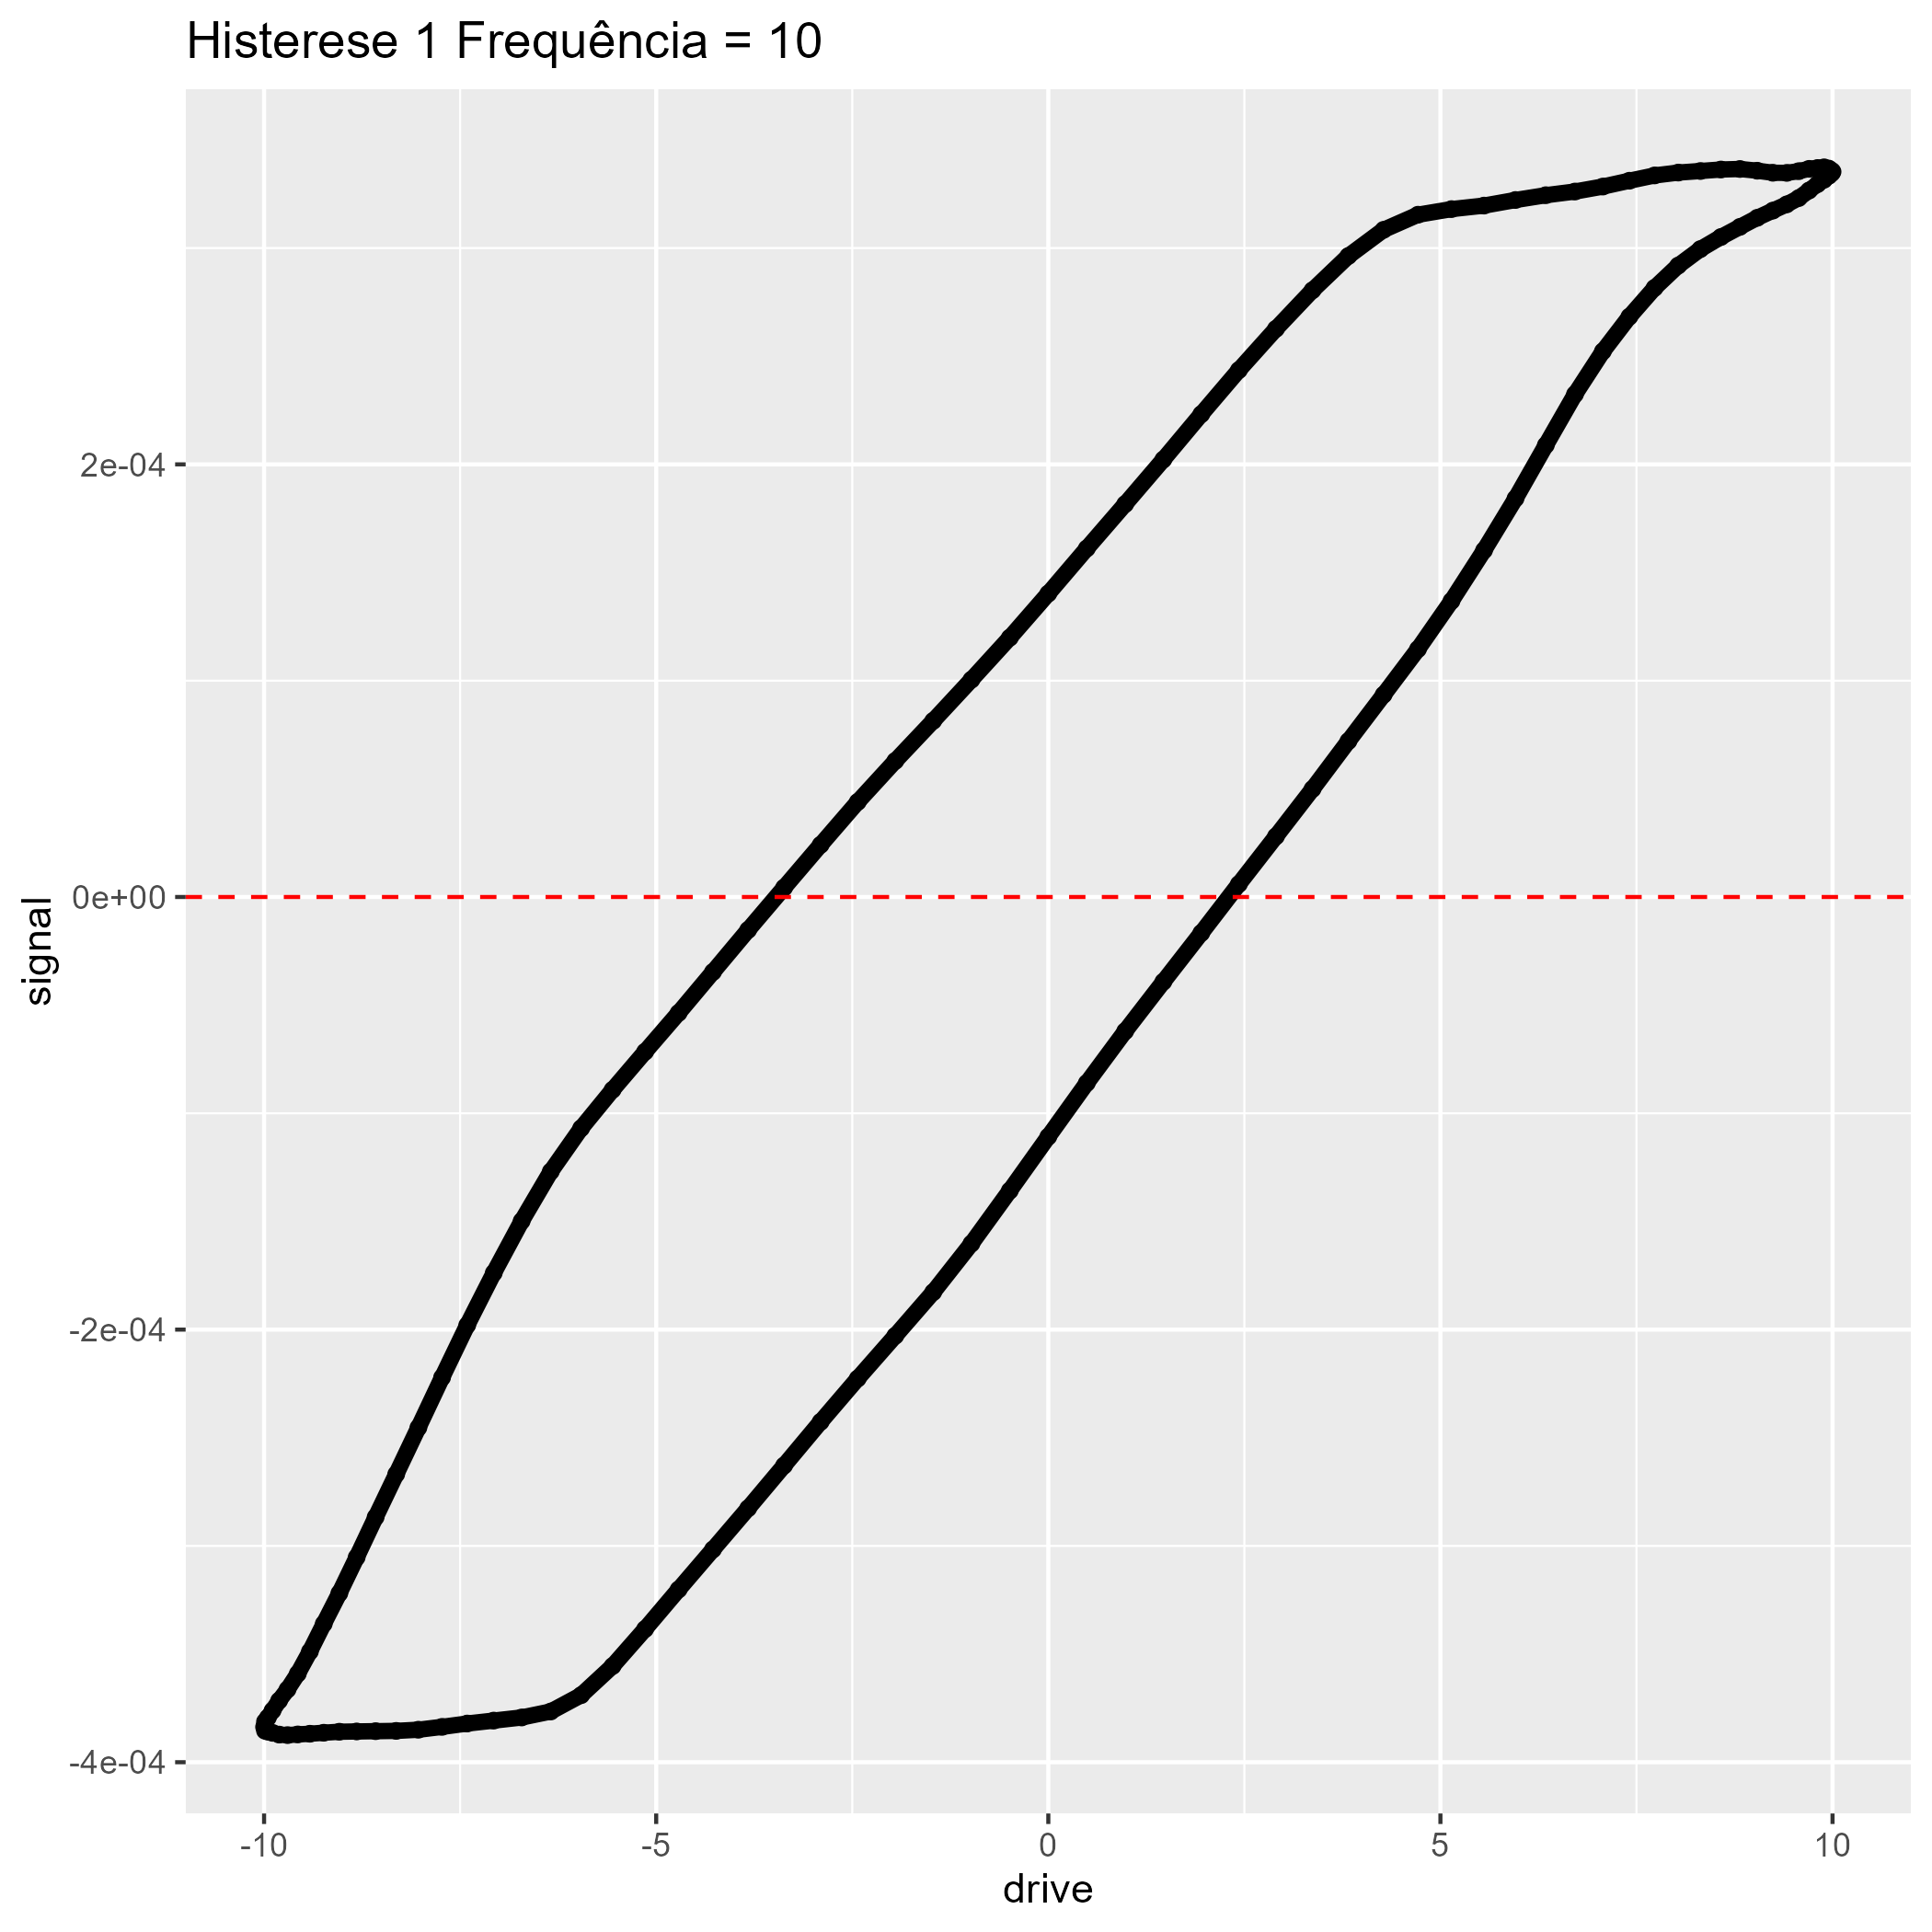 Histerese 1 Frequência = 10
signal
2e-04
0e+00
-2e-04
-4e-04
-10 -5 0 5 10
drive